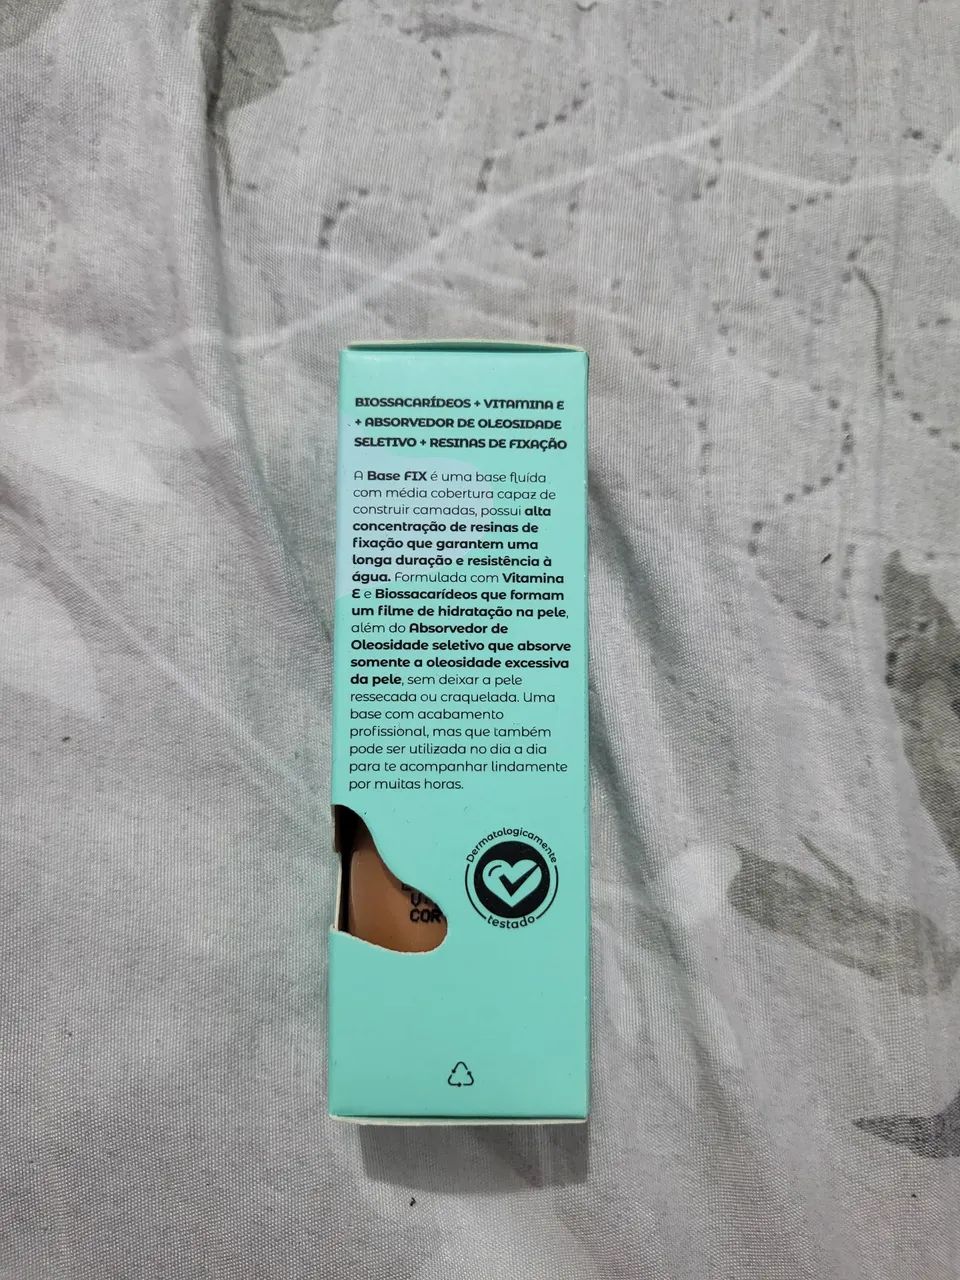 BIOSSACARÍDEOS + VITAMINA E
+ ABSORVEDOR DE OLEOSIDADE
SELETIVO + RESINAS DE FIXAÇÃO
A Base FIX é uma base fluída
com média cobertura capaz de
construir camadas, possui alta
concentração de resinas de
fixação que garantem uma
longa duração e resistência à
água. Formulada com Vitamina
E e Biossacarídeos que formam
um filme de hidratação na pele,
além do Absorvedor de
Oleosidade seletivo que absorve
somente a oleosidade excessiva
da pele, sem deixar a pele
ressecada ou craquelada. Uma
base com acabamento
profissional, mas que também
pode ser utilizada no dia a dia
para te acompanhar lindamente
por muitas horas.
Dermatologicamente
testado
COR